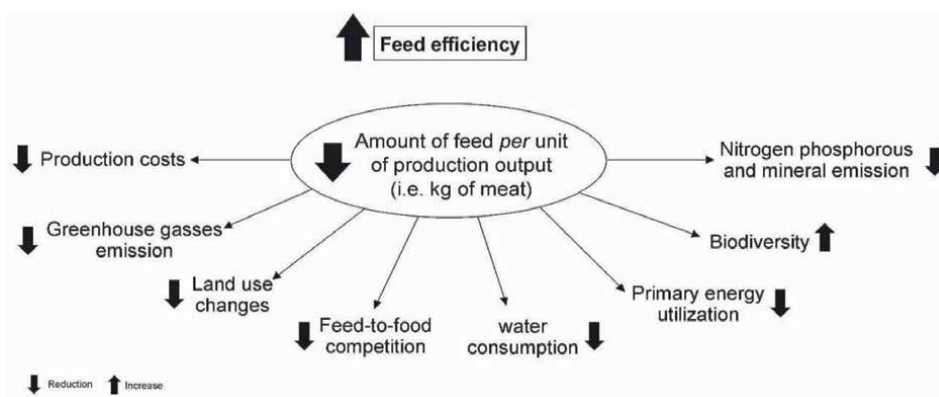 Feed efficiency
Amount of feed per unit
of production output
(i.e. kg of meat)
Production costs
Nitrogen phosphorous
and mineral emission
Greenhouse gasses
emission
Biodiversity
Land use
changes
Primary energy
utilization
Feed-to-food
competition
water
consumption
Reduction
Increase